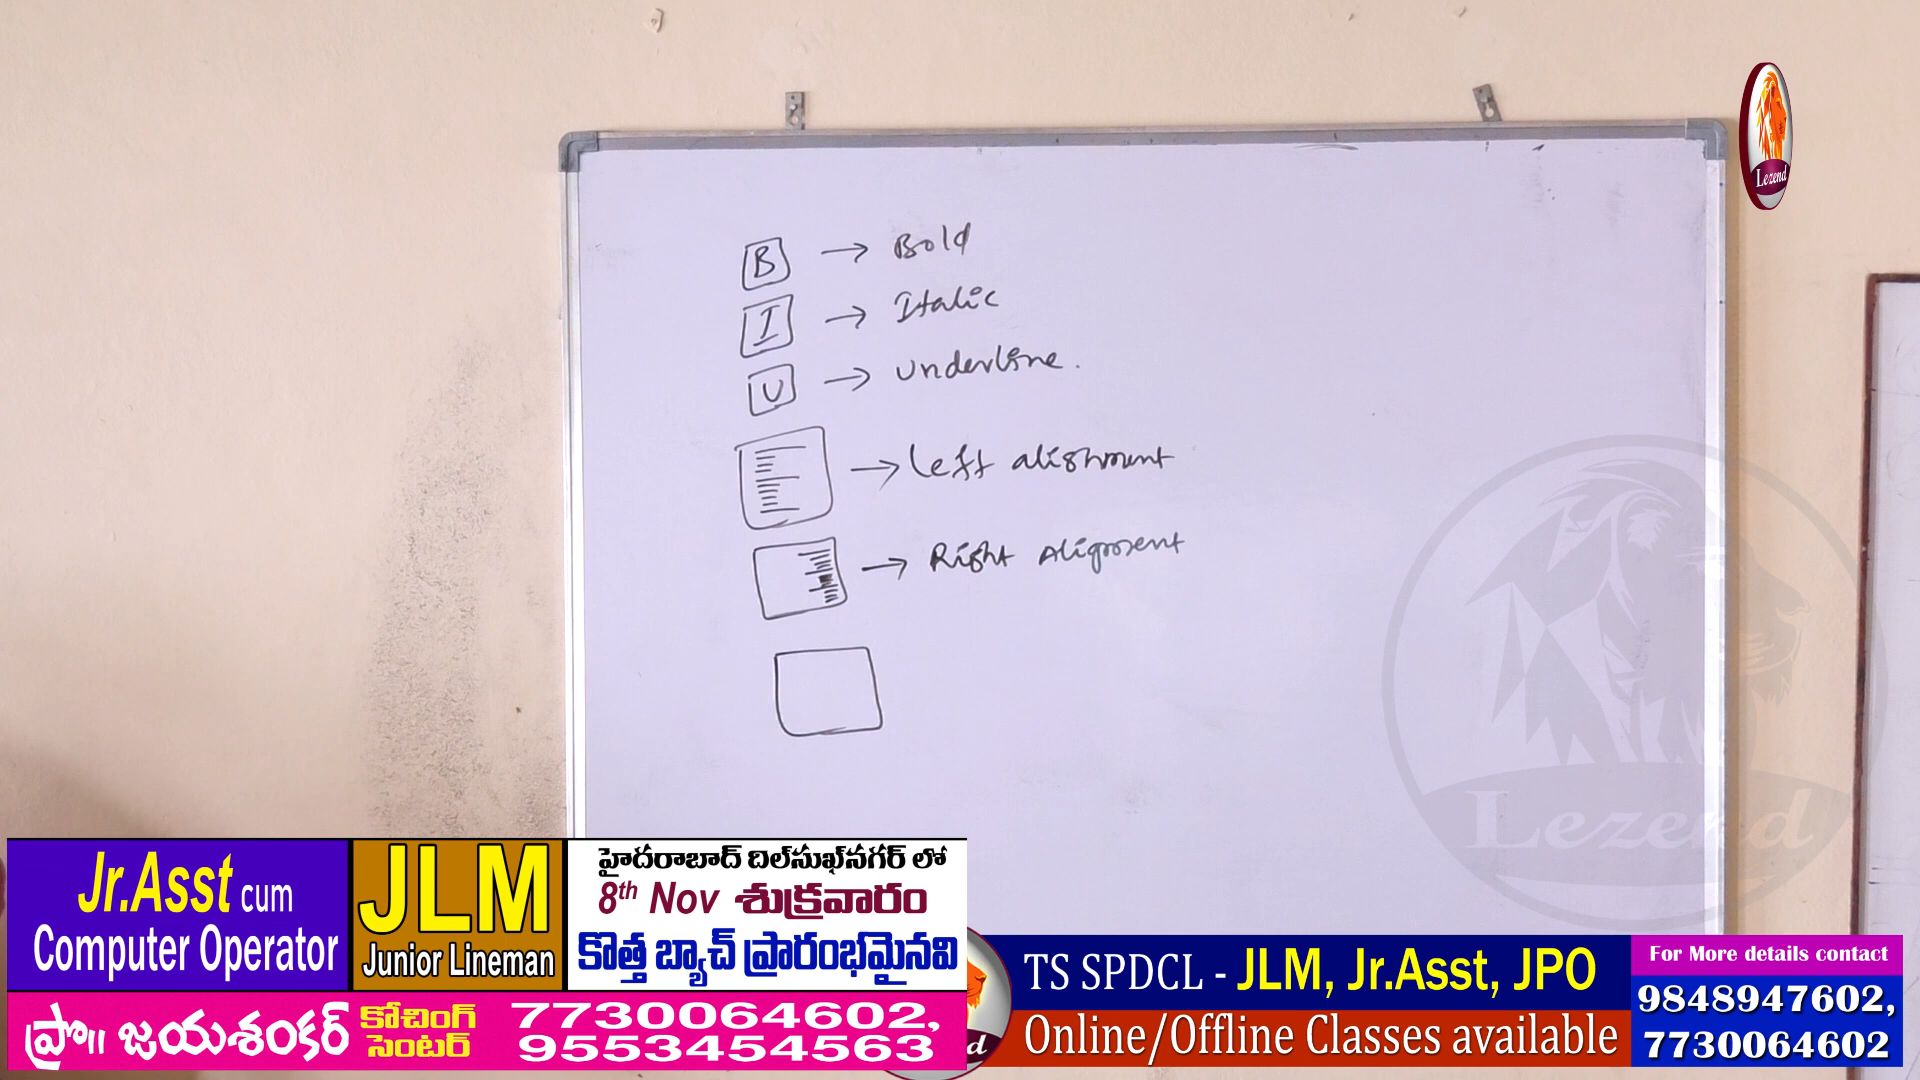 Lezend
B → Bold
I → Italic
U → Underline.
→ Left alighment
→ Right Alignment
Lezend
Jr.Asst cum
Computer Operator
JLM
Junior Lineman
హైదరాబాద్ దిల్‌సుఖ్‌నగర్ లో
8th Nov శుక్రవారం
కొత్త బ్యాచ్ ప్రారంభమైనవి
ప్రొ|| జయశంకర్ కోచింగ్ సెంటర్
7730064602,
9553454563
TS SPDCL - JLM, Jr.Asst, JPO
Online/Offline Classes available
For More details contact
9848947602,
7730064602